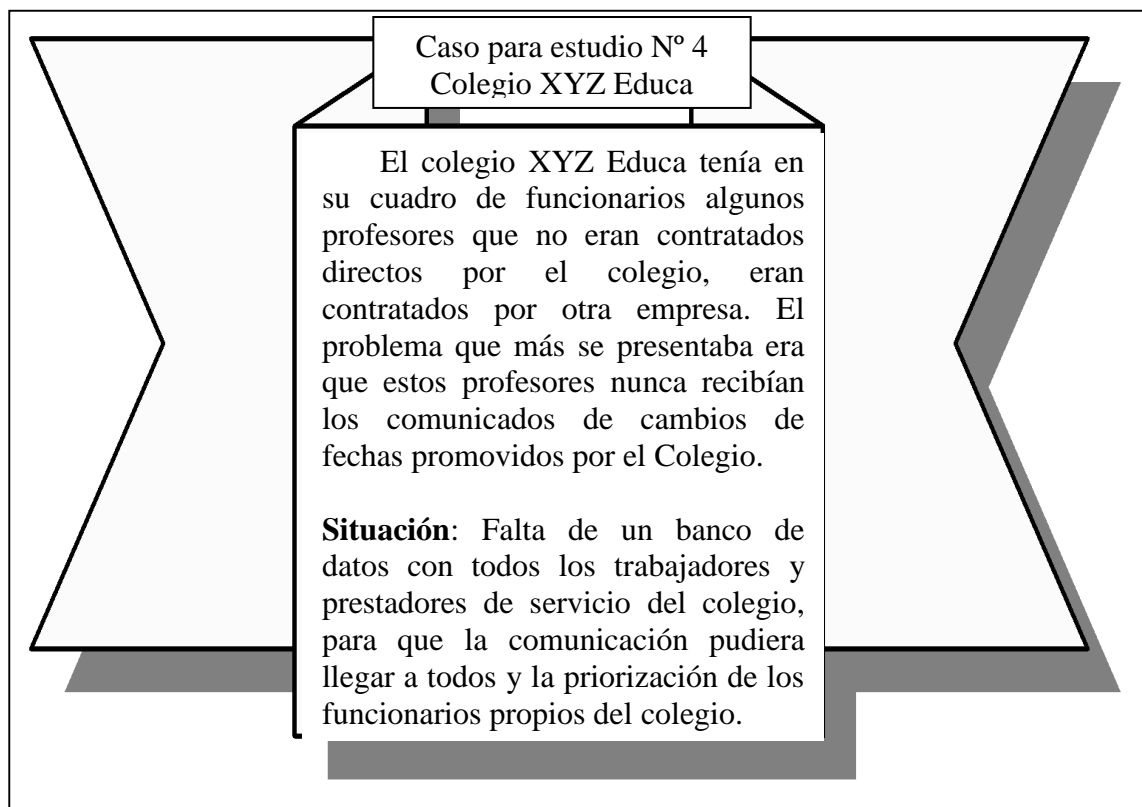 Caso para estudio Nº 4
Colegio XYZ Educa
El colegio XYZ Educa tenía en
su cuadro de funcionarios algunos
profesores que no eran contratados
directos por el colegio, eran
contratados por otra empresa. El
problema que más se presentaba era
que estos profesores nunca recibían
los comunicados de cambios de
fechas promovidos por el Colegio.
Situación: Falta de un banco de
datos con todos los trabajadores y
prestadores de servicio del colegio,
para que la comunicación pudiera
llegar a todos y la priorización de los
funcionarios propios del colegio.